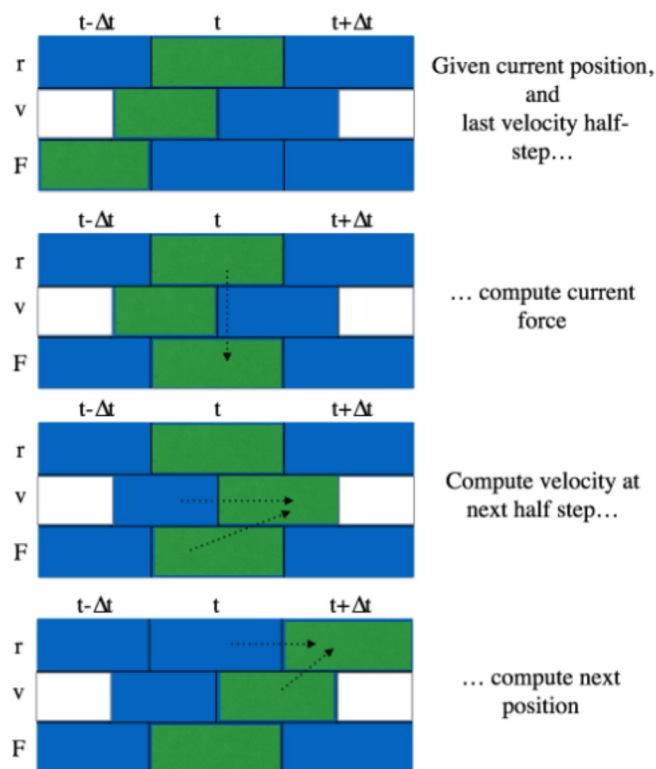 t-Δt t t+Δt
r
v
F
Given current position,
and
last velocity half-
step...
t-Δt t t+Δt
r
v
F
... compute current
force
t-Δt t t+Δt
r
v
F
Compute velocity at
next half step...
t-Δt t t+Δt
r
v
F
... compute next
position